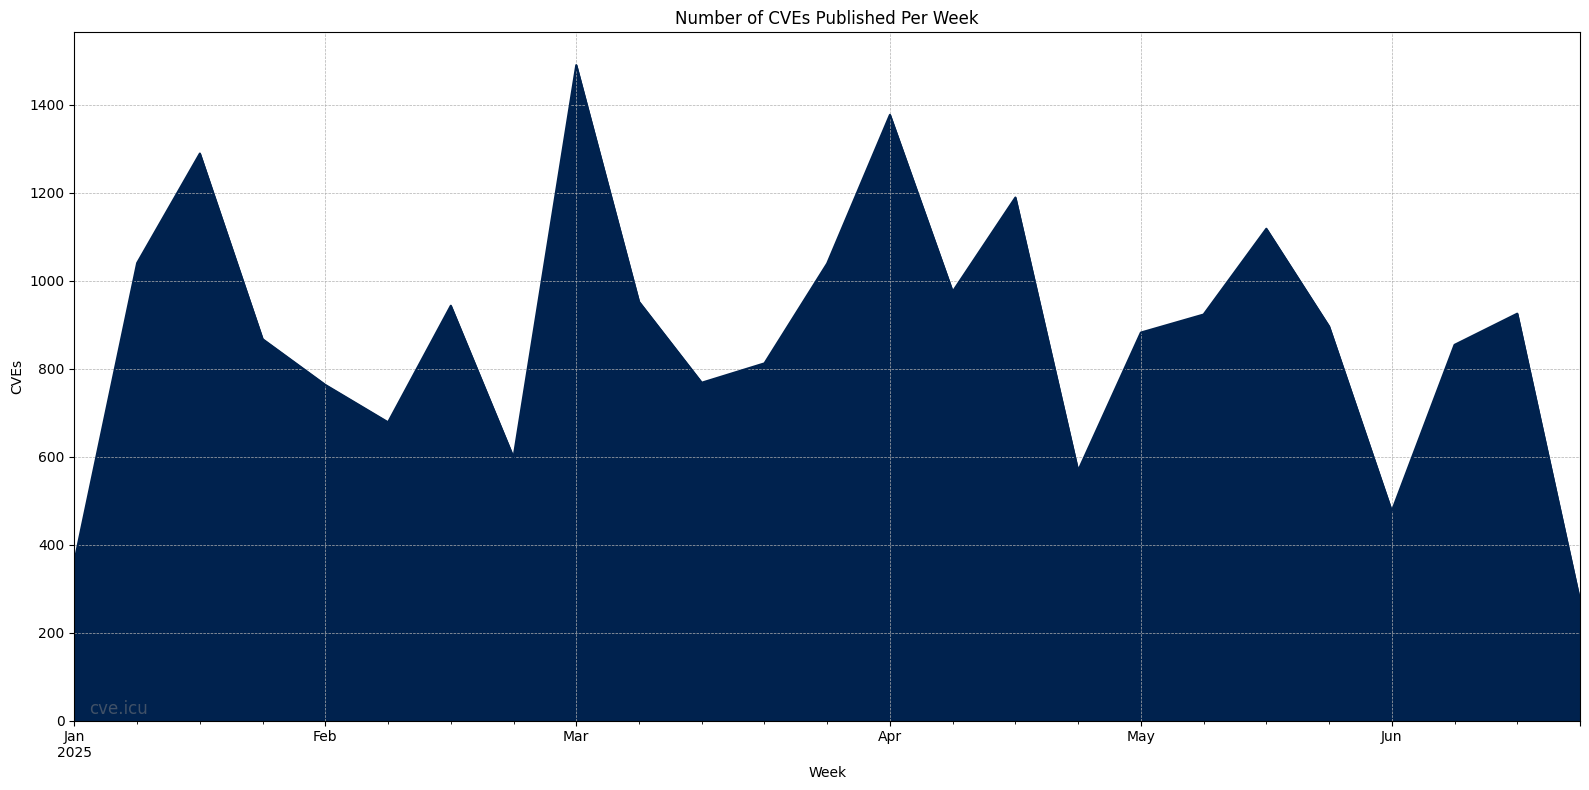 Number of CVEs Published Per Week
1400
1200
1000
800
600
400
200
0
CVEs
cve.icu
Jan
2025
Feb
Mar
Apr
May
Jun
Week